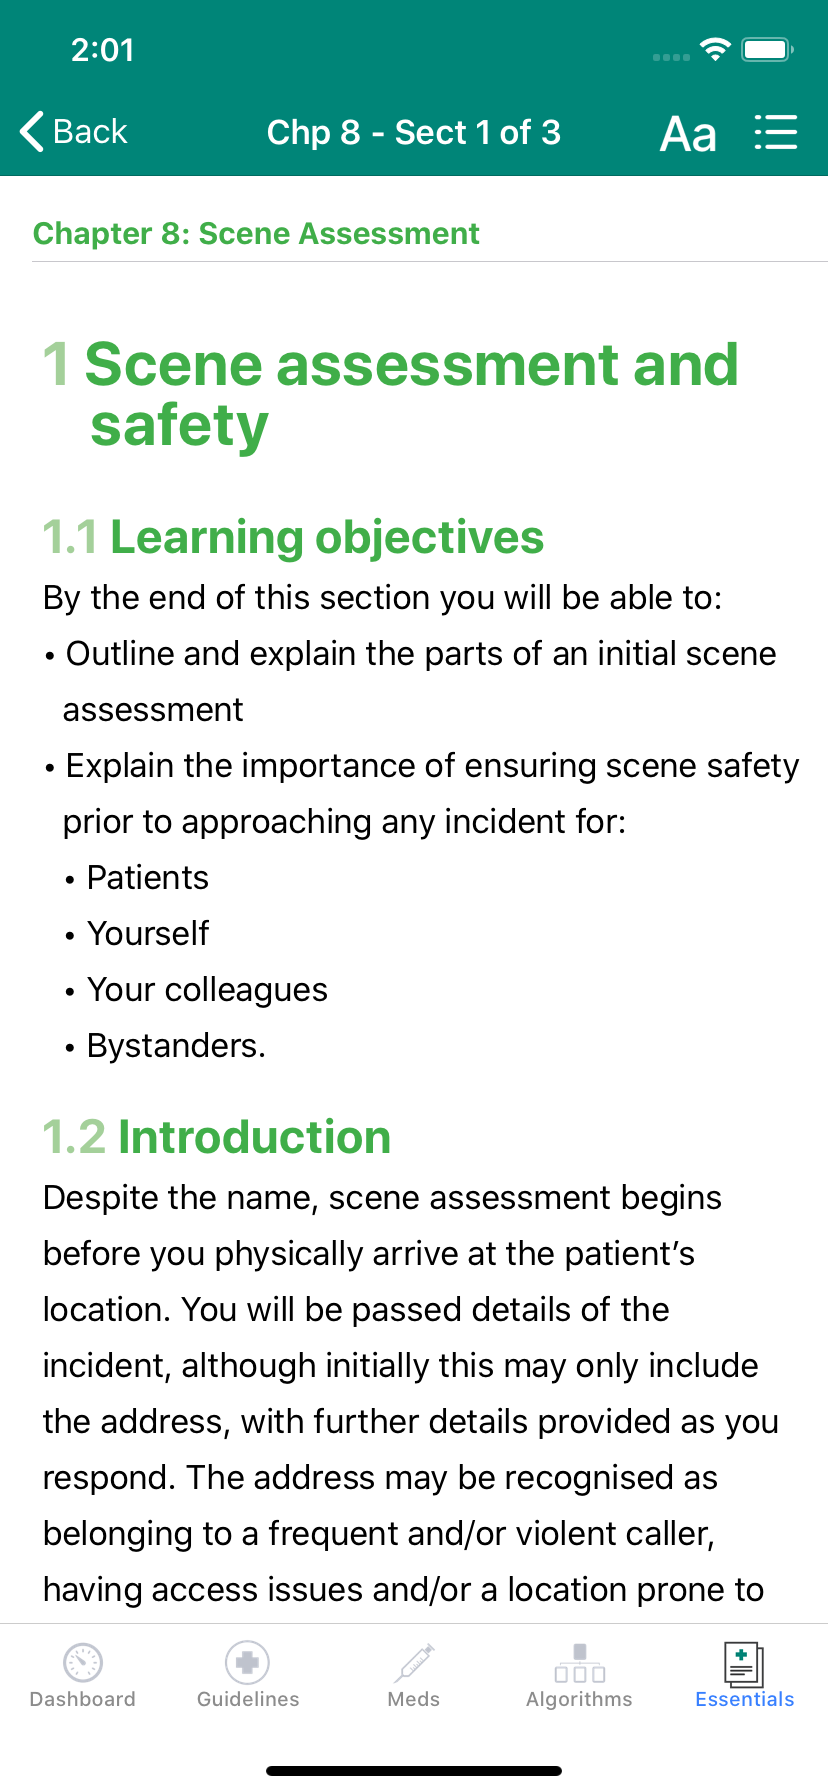 2:01
Back
Chp 8 - Sect 1 of 3
Aa
Chapter 8: Scene Assessment
1 Scene assessment and
safety
1.1 Learning objectives
By the end of this section you will be able to:
• Outline and explain the parts of an initial scene
assessment
• Explain the importance of ensuring scene safety
prior to approaching any incident for:
• Patients
• Yourself
• Your colleagues
• Bystanders.
1.2 Introduction
Despite the name, scene assessment begins
before you physically arrive at the patient’s
location. You will be passed details of the
incident, although initially this may only include
the address, with further details provided as you
respond. The address may be recognised as
belonging to a frequent and/or violent caller,
having access issues and/or a location prone to
Dashboard
Guidelines
Meds
Algorithms
Essentials